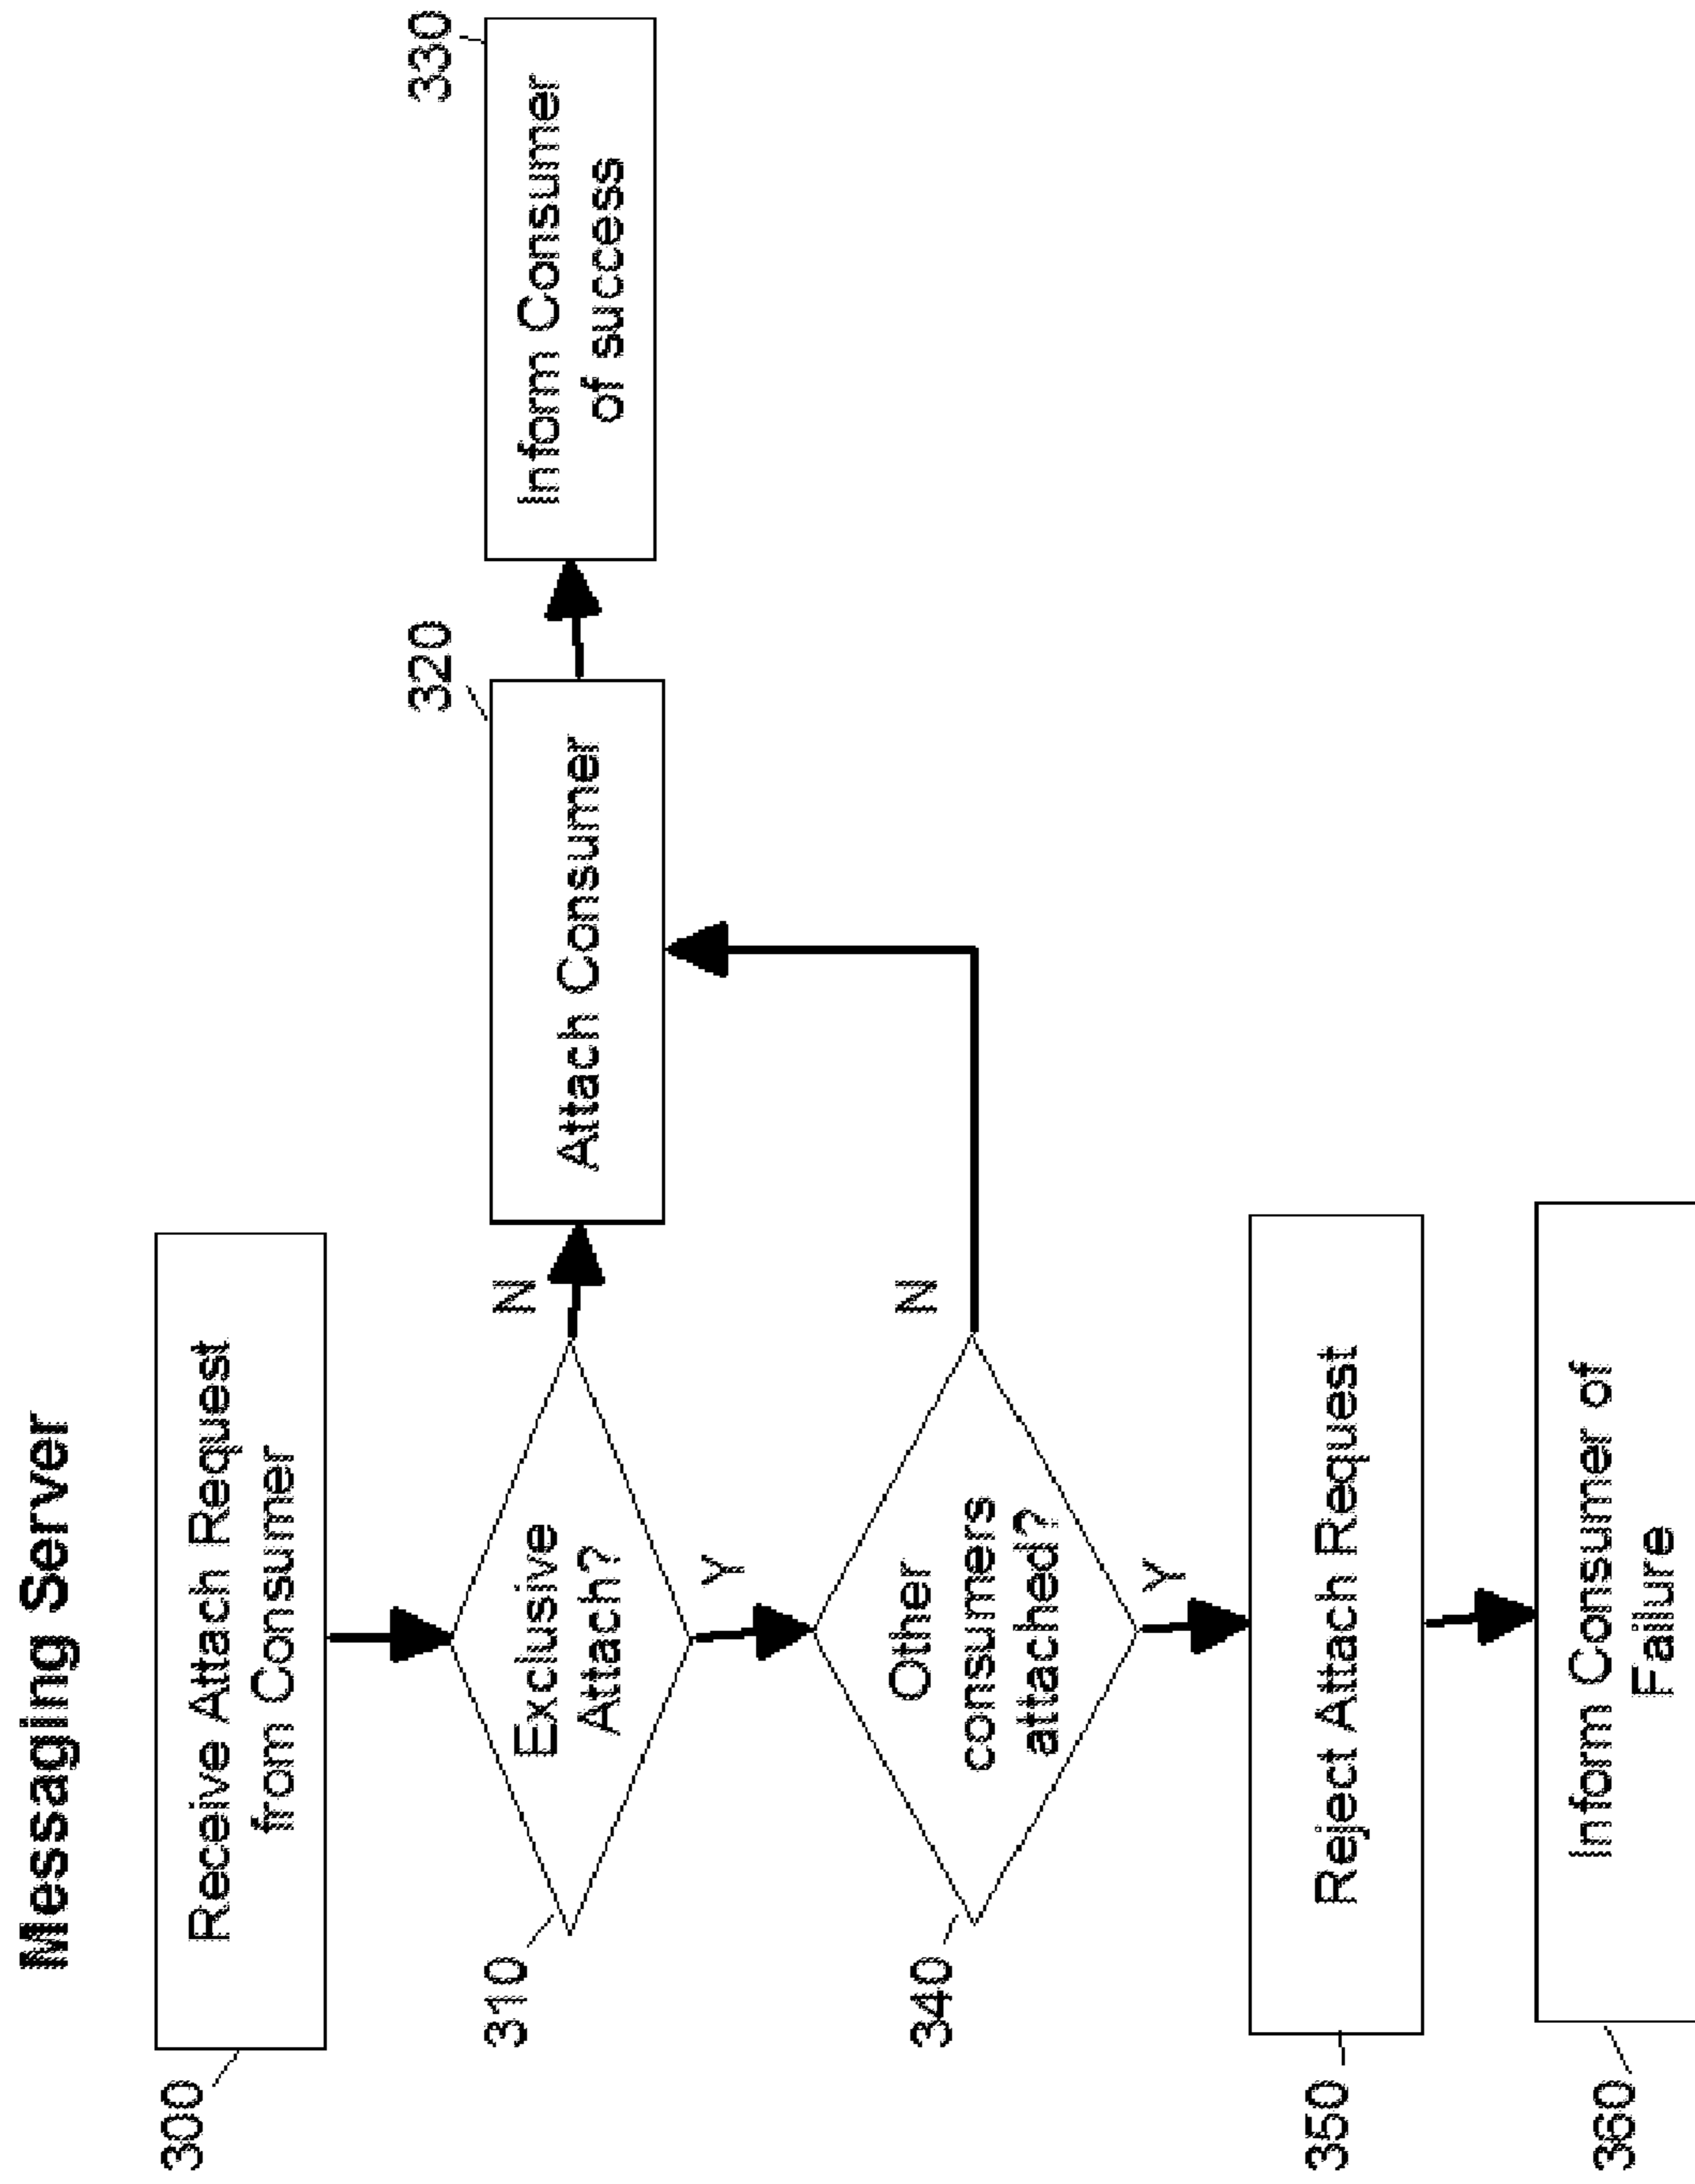 Messaging Server
300
Receive Attach Request
from Consumer
310
Exclusive
Attach?
N
Y
320
Attach Consumer
330
Inform Consumer
of success
340
Other
consumers
attached?
N
Y
350
Reject Attach Request
360
Inform Consumer of
Failure